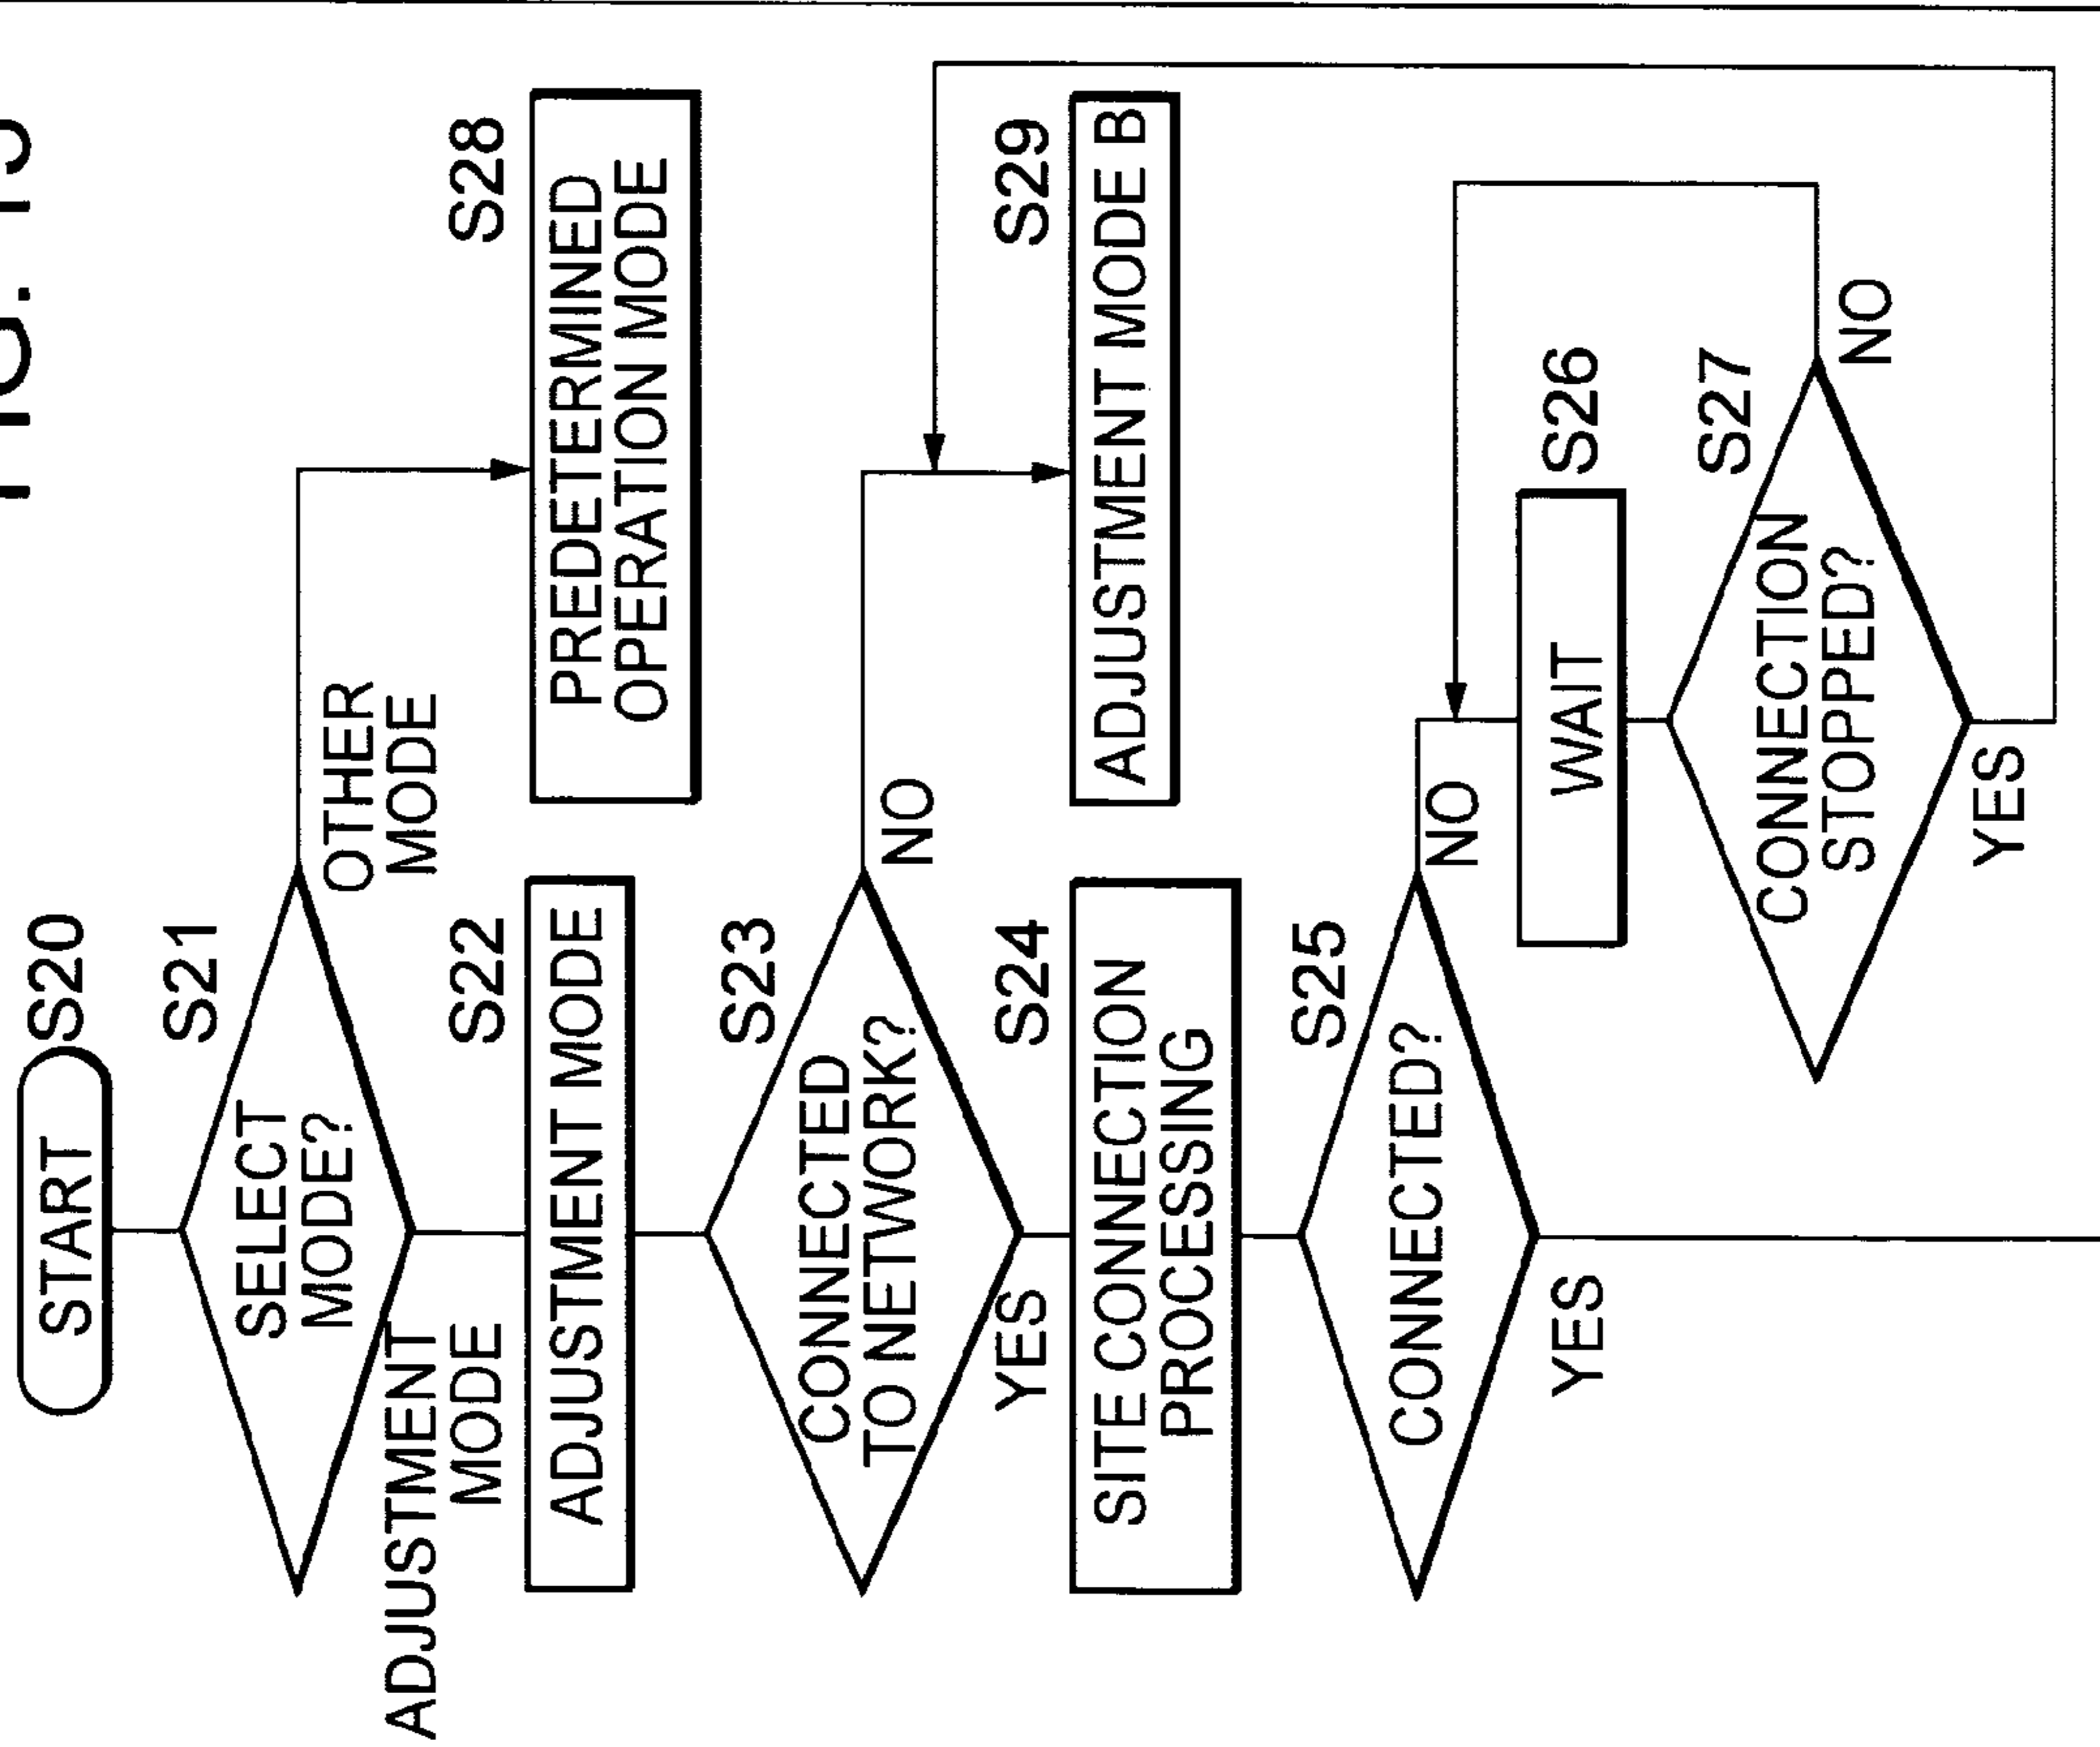 START
S20
S21
SELECT
MODE?
OTHER
MODE
ADJUSTMENT
MODE
S22
ADJUSTMENT MODE
S28
PREDETERMINED
OPERATION MODE
S23
CONNECTED
TO NETWORK?
NO
YES
S24
SITE CONNECTION
PROCESSING
S29
ADJUSTMENT MODE B
S25
CONNECTED?
NO
YES
S26
WAIT
S27
CONNECTION
STOPPED?
NO
YES